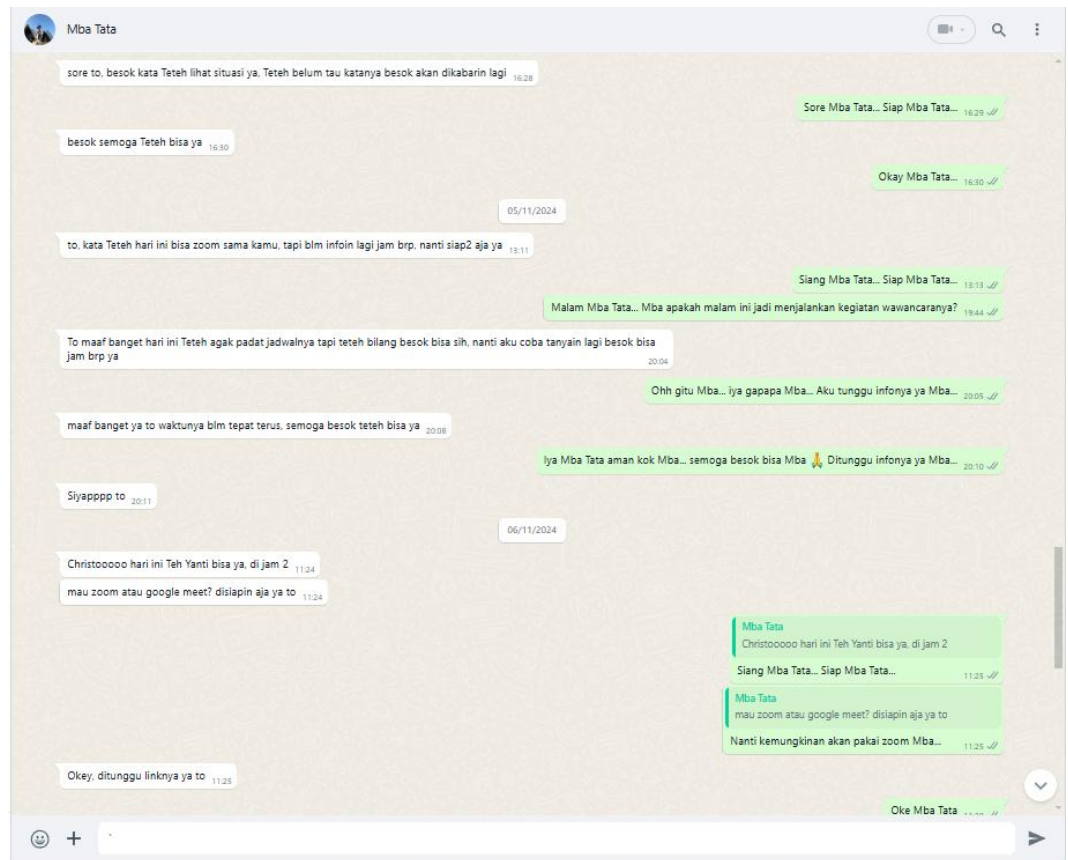 Mba Tata
sore to, besok kata Teteh lihat situasi ya, Teteh belum tau katanya besok akan dikabarin lagi 16:28
Sore Mba Tata... Siap Mba Tata... 16:29
besok semoga Teteh bisa ya 16:30
Okay Mba Tata... 16:30
05/11/2024
to, kata Teteh hari ini bisa zoom sama kamu, tapi blm infoin lagi jam brp, nanti siap2 aja ya 13:11
Siang Mba Tata... Siap Mba Tata... 13:13
Malam Mba Tata... Mba apakah malam ini jadi menjalankan kegiatan wawancaranya? 19:44
To maaf banget hari ini Teteh agak padat jadwalnya tapi teteh bilang besok bisa sih, nanti aku coba tanyain lagi besok bisa
jam brp ya 20:04
Ohh gitu Mba... iya gapapa Mba... Aku tunggu infonya ya Mba... 20:05
maaf banget ya to waktunya blm tepat terus, semoga besok teteh bisa ya 20:08
Iya Mba Tata aman kok Mba... semoga besok bisa Mba 🙏 Ditunggu infonya ya Mba... 20:10
Siyapppp to 20:11
06/11/2024
Christooooo hari ini Teh Yanti bisa ya, di jam 2 11:24
mau zoom atau google meet? disiapin aja ya to 11:24
Mba Tata
Christooooo hari ini Teh Yanti bisa ya, di jam 2
Siang Mba Tata... Siap Mba Tata... 11:25
Mba Tata
mau zoom atau google meet? disiapin aja ya to
Nanti kemungkinan akan pakai zoom Mba... 11:25
Okey, ditunggu linknya ya to 11:25
Oke Mba Tata